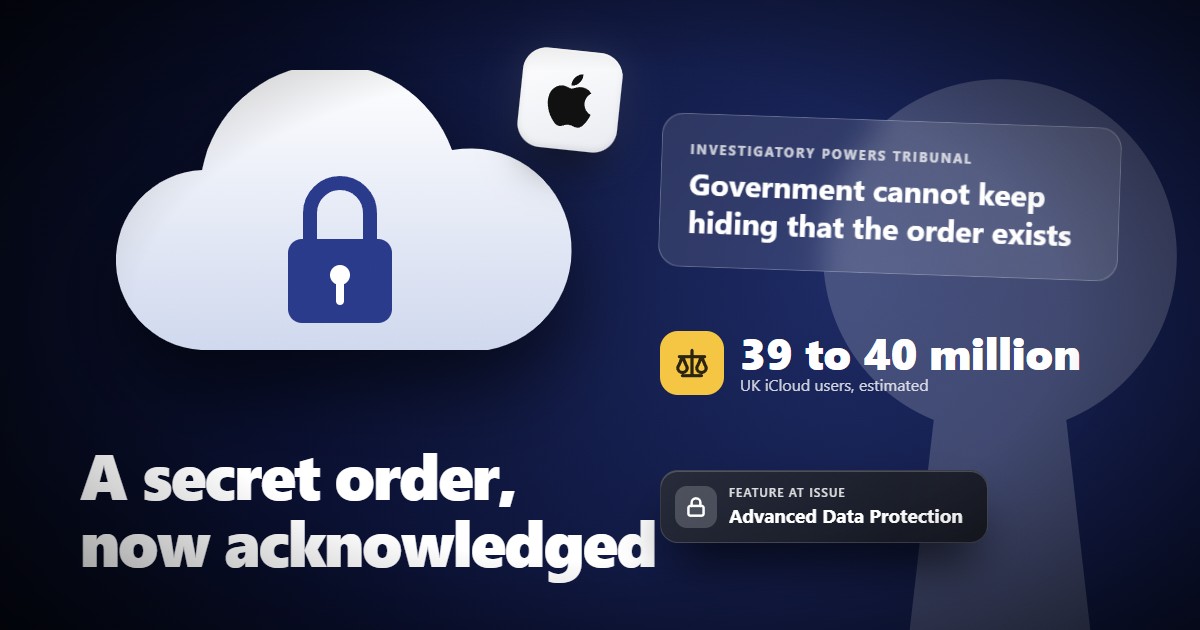 INVESTIGATORY POWERS TRIBUNAL
Government cannot keep
hiding that the order exists
39 to 40 million
UK iCloud users, estimated
A secret order,
now acknowledged
FEATURE AT ISSUE
Advanced Data Protection